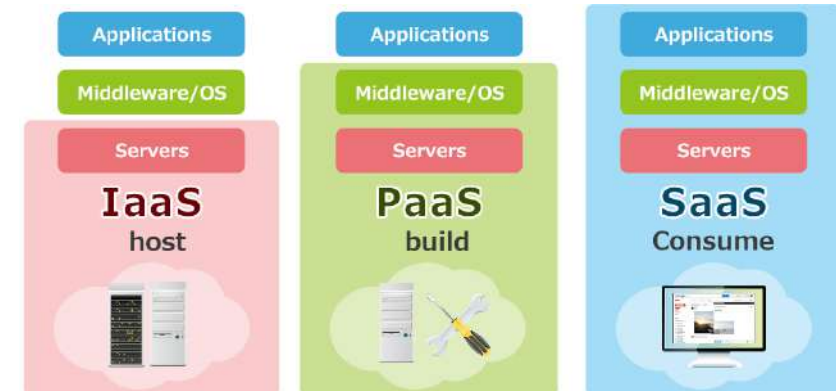 Applications
Middleware/OS
Servers
IaaS
host
Applications
Middleware/OS
Servers
PaaS
build
Applications
Middleware/OS
Servers
SaaS
Consume